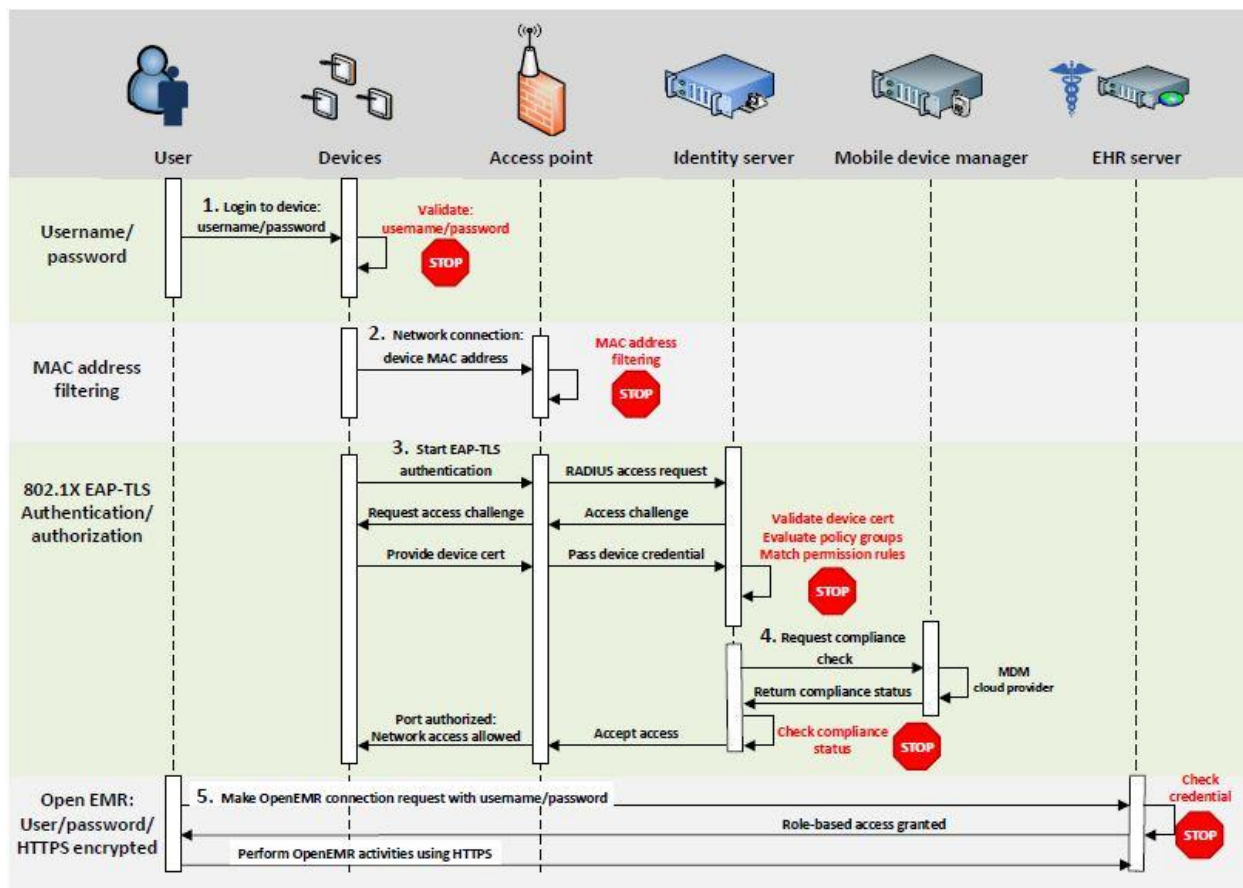 User
Devices
Access point
Identity server
Mobile device manager
EHR server
Username/
password
1. Login to device:
username/password
Validate:
username/password
STOP
MAC address
filtering
2. Network connection:
device MAC address
MAC address
filtering
STOP
802.1X EAP-TLS
Authentication/
authorization
3. Start EAP-TLS
authentication
RADIUS access request
Request access challenge
Access challenge
Provide device cert
Pass device credential
Validate device cert
Evaluate policy groups
Match permission rules
STOP
4. Request compliance
check
MDM
cloud provider
Return compliance status
Port authorized:
Network access allowed
Accept access
Check compliance
status
STOP
Open EMR:
User/password/
HTTPS encrypted
5. Make OpenEMR connection request with username/password
Check
credential
STOP
Role-based access granted
Perform OpenEMR activities using HTTPS